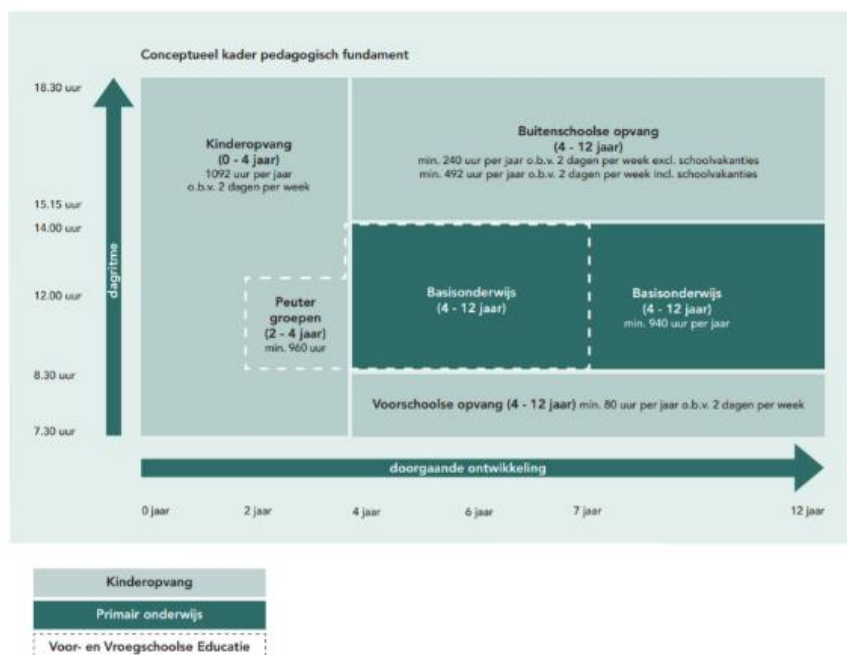 Conceptueel kader pedagogisch fundament
18.30 uur
15.15 uur
14.00 uur
12.00 uur
8.30 uur
7.30 uur
dagritme
Kinderopvang
(0 - 4 jaar)
1092 uur per jaar
o.b.v. 2 dagen per week
Buitenschoolse opvang
(4 - 12 jaar)
min. 240 uur per jaar o.b.v. 2 dagen per week excl. schoolvakanties
min. 492 uur per jaar o.b.v. 2 dagen per week incl. schoolvakanties
Peuter
groepen
(2 - 4 jaar)
min. 960 uur
Basisonderwijs
(4 - 12 jaar)
Basisonderwijs
(4 - 12 jaar)
min. 940 uur per jaar
Voorschoolse opvang (4 - 12 jaar) min. 80 uur per jaar o.b.v. 2 dagen per week
doorgaande ontwikkeling
0 jaar
2 jaar
4 jaar
6 jaar
7 jaar
12 jaar
Kinderopvang
Primair onderwijs
Voor- en Vroegschoolse Educatie